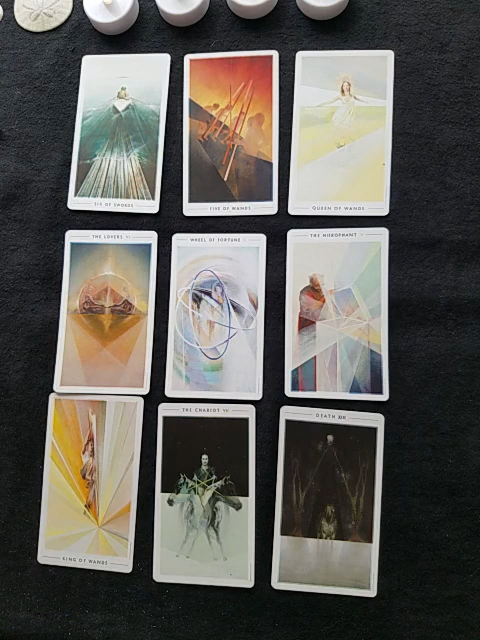 SIX OF SWORDS
FIVE OF WANDS
QUEEN OF WANDS
THE LOVERS VI
WHEEL OF FORTUNE X
THE HIEROPHANT V
KING OF WANDS
THE CHARIOT VII
DEATH XIII